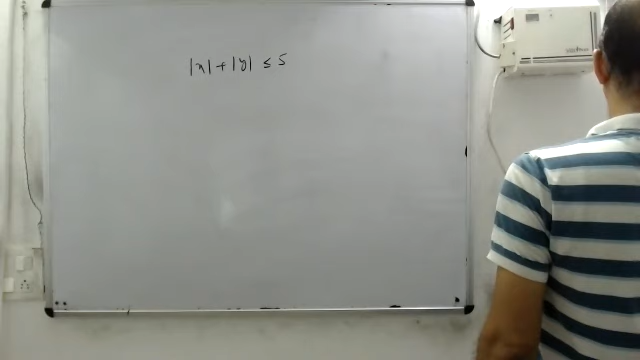 |x| + |y| ≤ 5